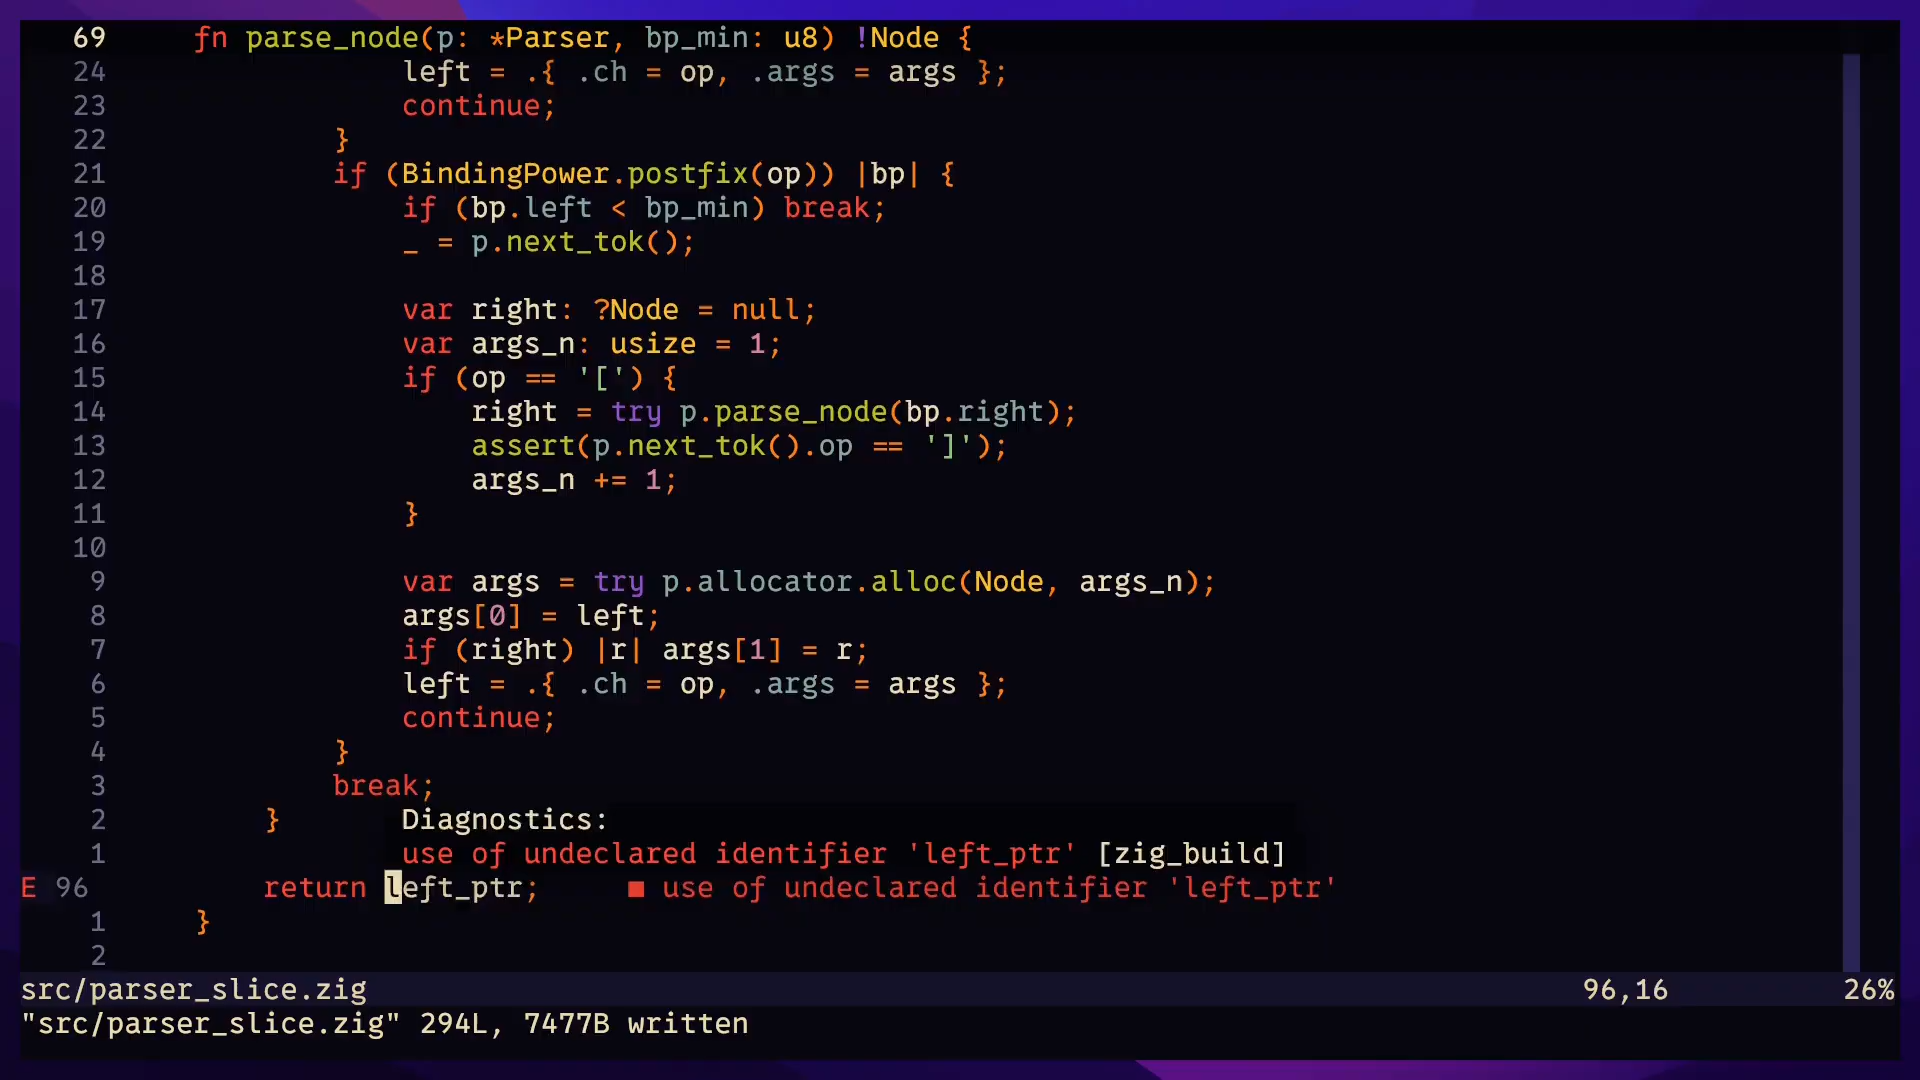 69 fn parse_node(p: *Parser, bp_min: u8) !Node {
24 left = .{ .ch = op, .args = args };
23 continue;
22 }
21 if (BindingPower.postfix(op)) |bp| {
20 if (bp.left < bp_min) break;
19 _ = p.next_tok();
18
17 var right: ?Node = null;
16 var args_n: usize = 1;
15 if (op == '[') {
14 right = try p.parse_node(bp.right);
13 assert(p.next_tok().op == ']');
12 args_n += 1;
11 }
10
9 var args = try p.allocator.alloc(Node, args_n);
8 args[0] = left;
7 if (right) |r| args[1] = r;
6 left = .{ .ch = op, .args = args };
5 continue;
4 }
3 break;
2 } Diagnostics:
1 use of undeclared identifier 'left_ptr' [zig_build]
E 96 return left_ptr; ■ use of undeclared identifier 'left_ptr'
1 }
2
src/parser_slice.zig 96,16 26%
"src/parser_slice.zig" 294L, 7477B written